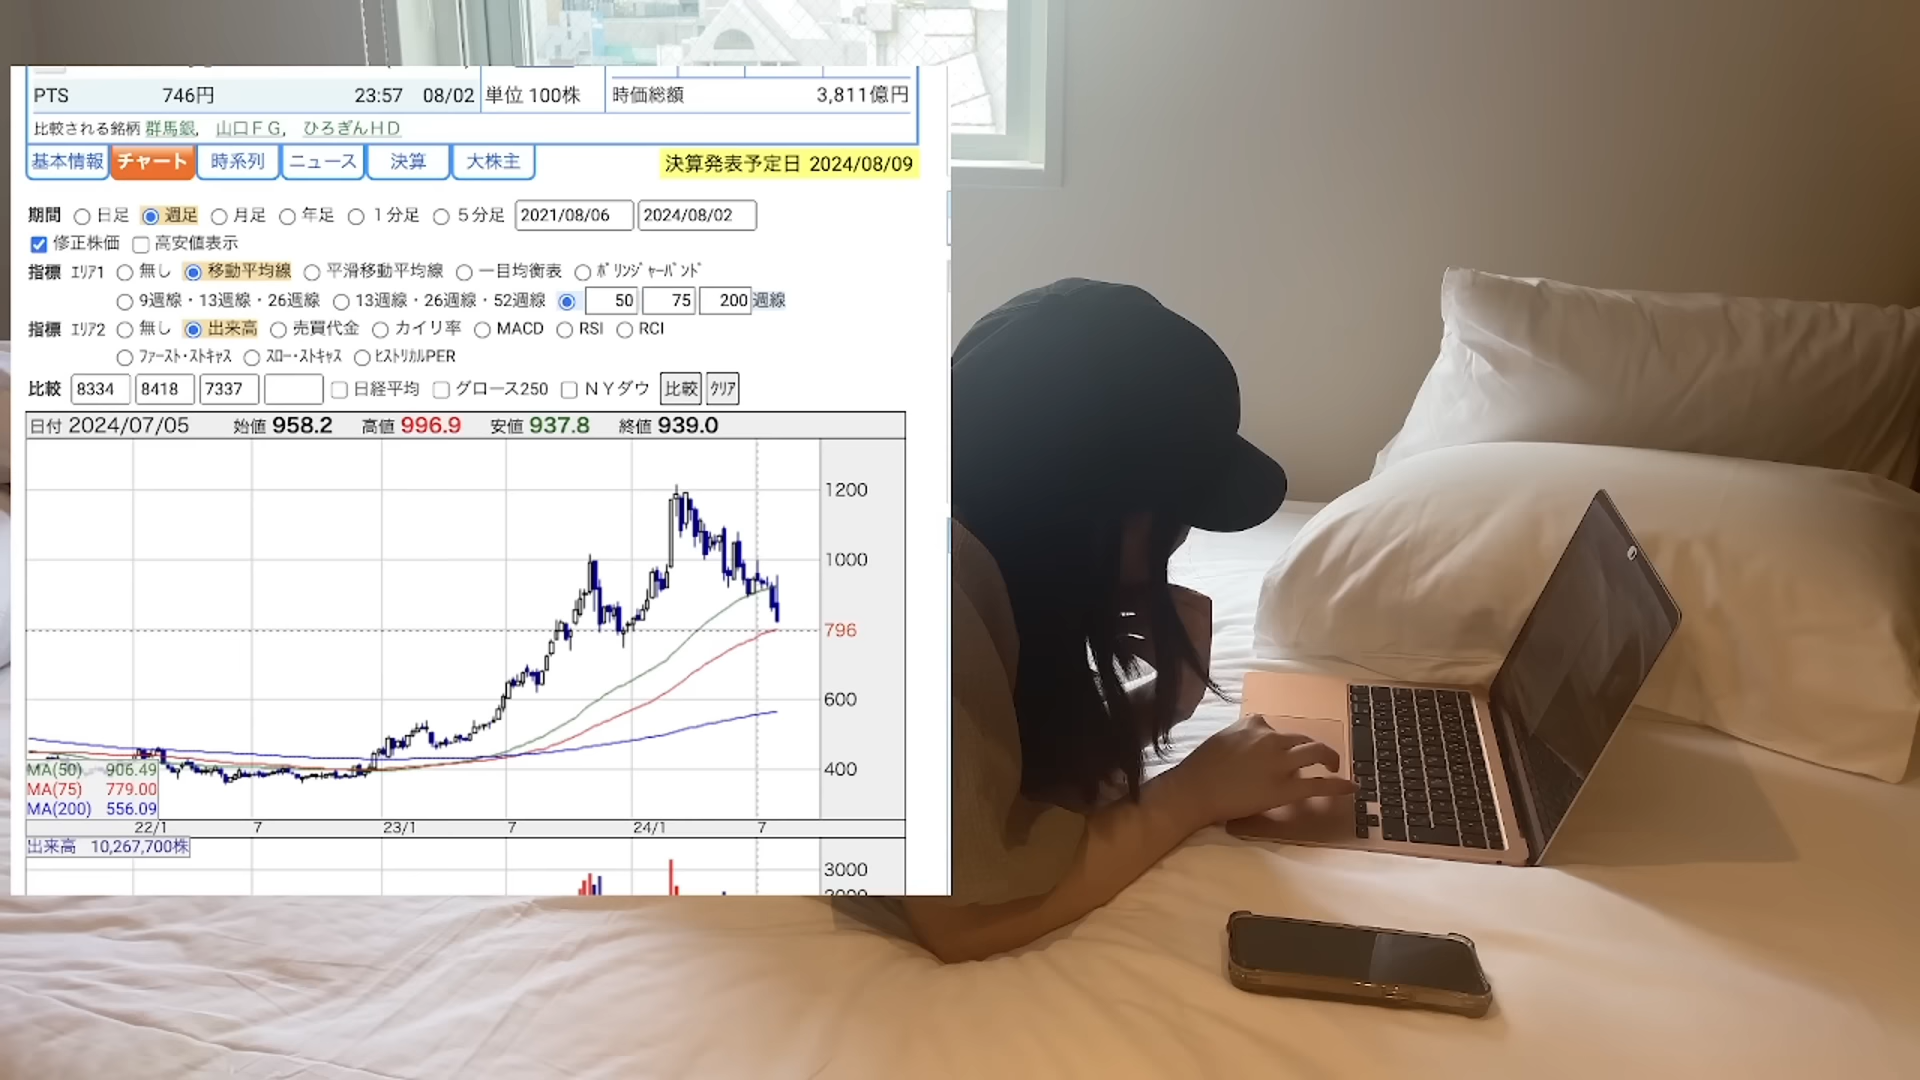 PTS 746円 23:57 08/02 単位 100株 時価総額 3,811億円
比較される銘柄 群馬銀, 山口ＦＧ, ひろぎんＨＤ
基本情報 チャート 時系列 ニュース 決算 大株主 決算発表予定日 2024/08/09
期間 日足 週足 月足 年足 １分足 ５分足 2021/08/06 2024/08/02
修正株価 高安値表示
指標 ｴﾘｱ1 無し 移動平均線 平滑移動平均線 一目均衡表 ﾎﾞﾘﾝｼﾞｬｰﾊﾞﾝﾄﾞ
9週線・13週線・26週線 13週線・26週線・52週線 50 75 200 週線
指標 ｴﾘｱ2 無し 出来高 売買代金 カイリ率 MACD RSI RCI
ﾌｧｰｽﾄ・ｽﾄｷｬｽ ｽﾛｰ・ｽﾄｷｬｽ ﾋｽﾄﾘｶﾙPER
比較 8334 8418 7337 日経平均 グロース250 ＮＹダウ 比較 ｸﾘｱ
日付 2024/07/05 始値 958.2 高値 996.9 安値 937.8 終値 939.0
1200
1000
796
600
400
MA(50) 906.49
MA(75) 779.00
MA(200) 556.09
22/1 7 23/1 7 24/1 7
出来高 10,267,700株
3000